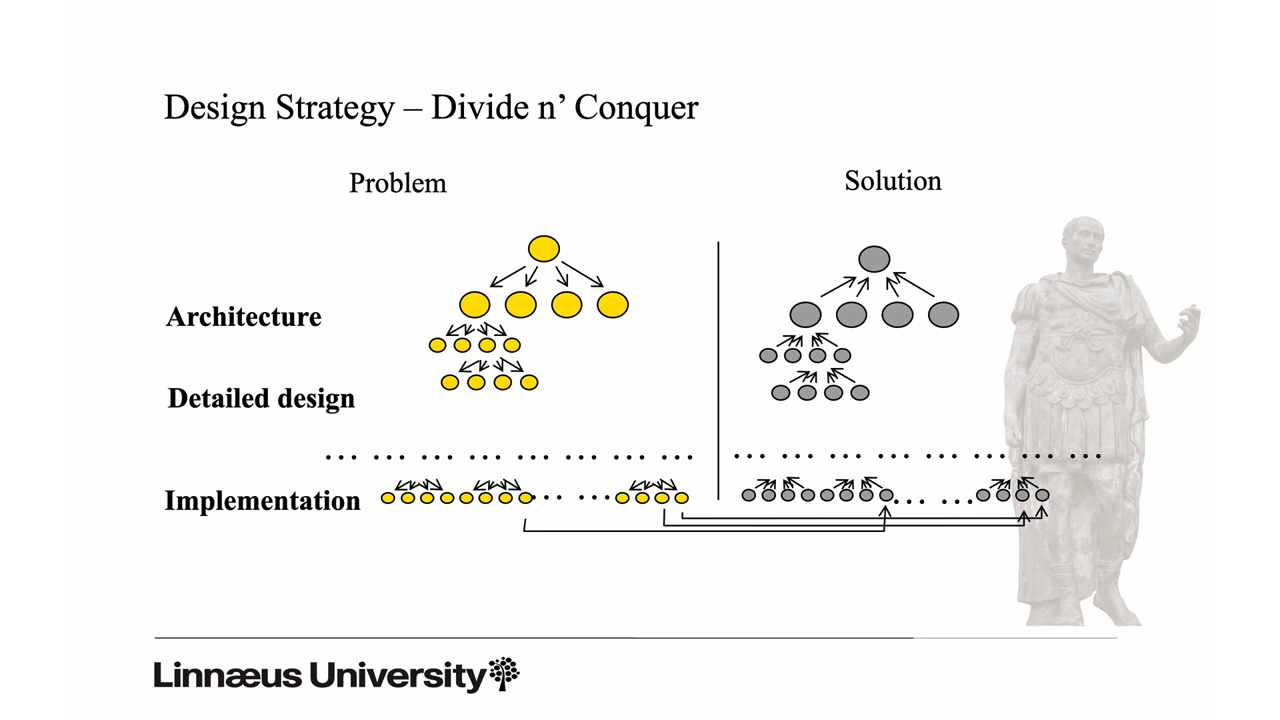 Design Strategy – Divide n’ Conquer
Problem
Solution
Architecture
Detailed design
Implementation
Linnæus University